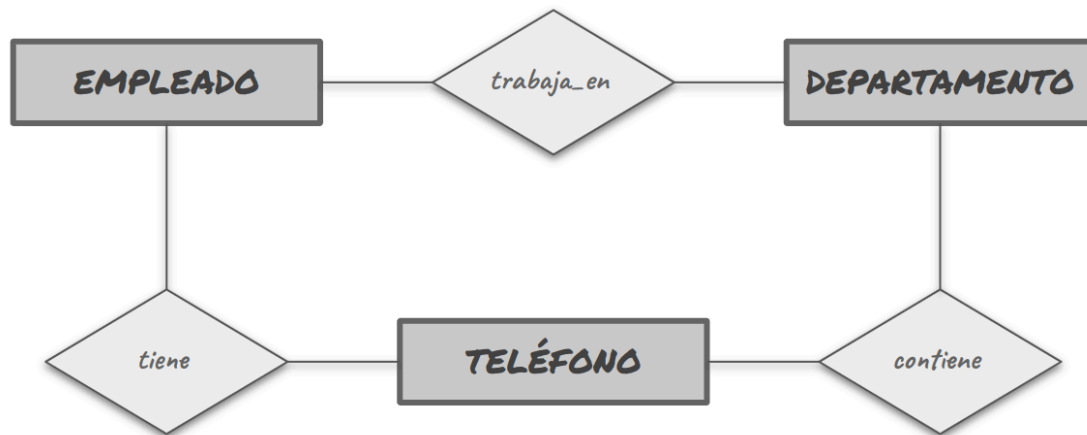 EMPLEADO
trabaja_en
DEPARTAMENTO
tiene
TELÉFONO
contiene